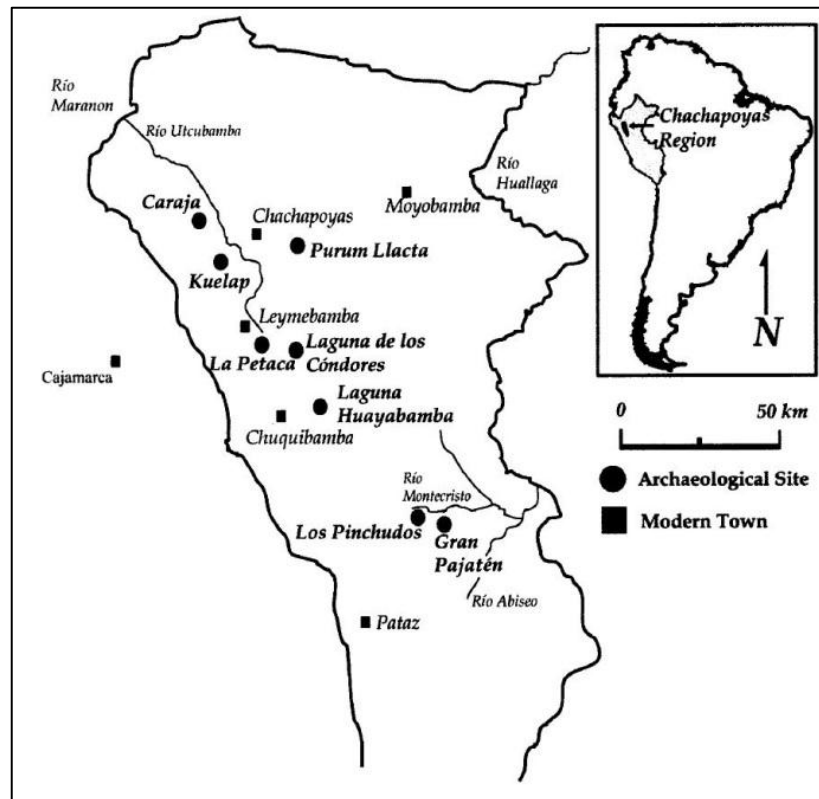 Río
Maranon
Río Utcubamba
Caraja
Chachapoyas
Moyobamba
Río
Huallaga
Purum Llacta
Kuelap
Leymebamba
La Petaca
Laguna de los
Cóndores
Cajamarca
Laguna
Huayabamba
Chuquibamba
Río
Montecristo
Los Pinchudos
Gran
Pajatén
Río Abiseo
Pataz
Chachapoyas
Region
N
0 50 km
Archaeological Site
Modern Town